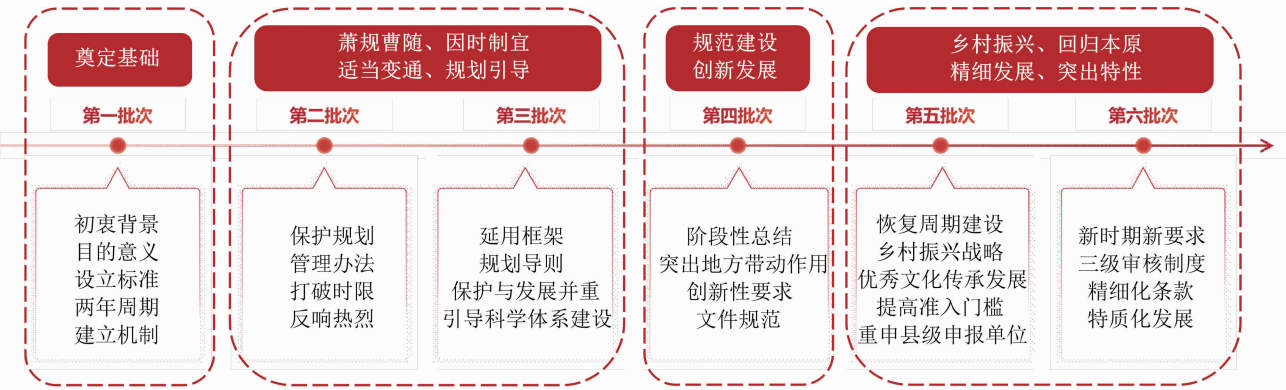 奠定基础
萧规曹随、因时制宜
适当变通、规划引导
规范建设
创新发展
乡村振兴、回归本原
精细发展、突出特性
第一批次
第二批次
第三批次
第四批次
第五批次
第六批次
初衷背景
目的意义
设立标准
两年周期
建立机制
保护规划
管理办法
打破时限
反响热烈
延用框架
规划导则
保护与发展并重
引导科学体系建设
阶段性总结
突出地方带动作用
创新性要求
文件规范
恢复周期建设
乡村振兴战略
优秀文化传承发展
提高准入门槛
重申县级申报单位
新时期新要求
三级审核制度
精细化条款
特质化发展